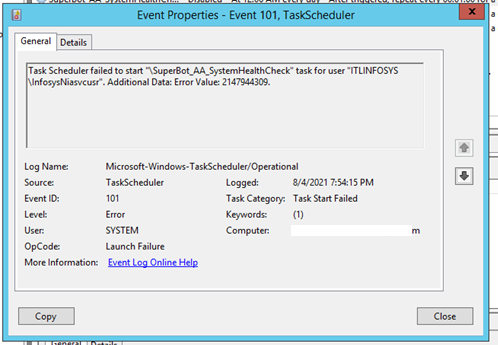 Event Properties - Event 101, TaskScheduler
General
Details
Task Scheduler failed to start "\SuperBot_AA_SystemHealthCheck" task for user "ITLINFOSYS
\InfosysNiasvcusr". Additional Data: Error Value: 2147944309.
Log Name: Microsoft-Windows-TaskScheduler/Operational
Source: TaskScheduler Logged: 8/4/2021 7:54:15 PM
Event ID: 101 Task Category: Task Start Failed
Level: Error Keywords: (1)
User: SYSTEM Computer: m
OpCode: Launch Failure
More Information: Event Log Online Help
Copy
Close